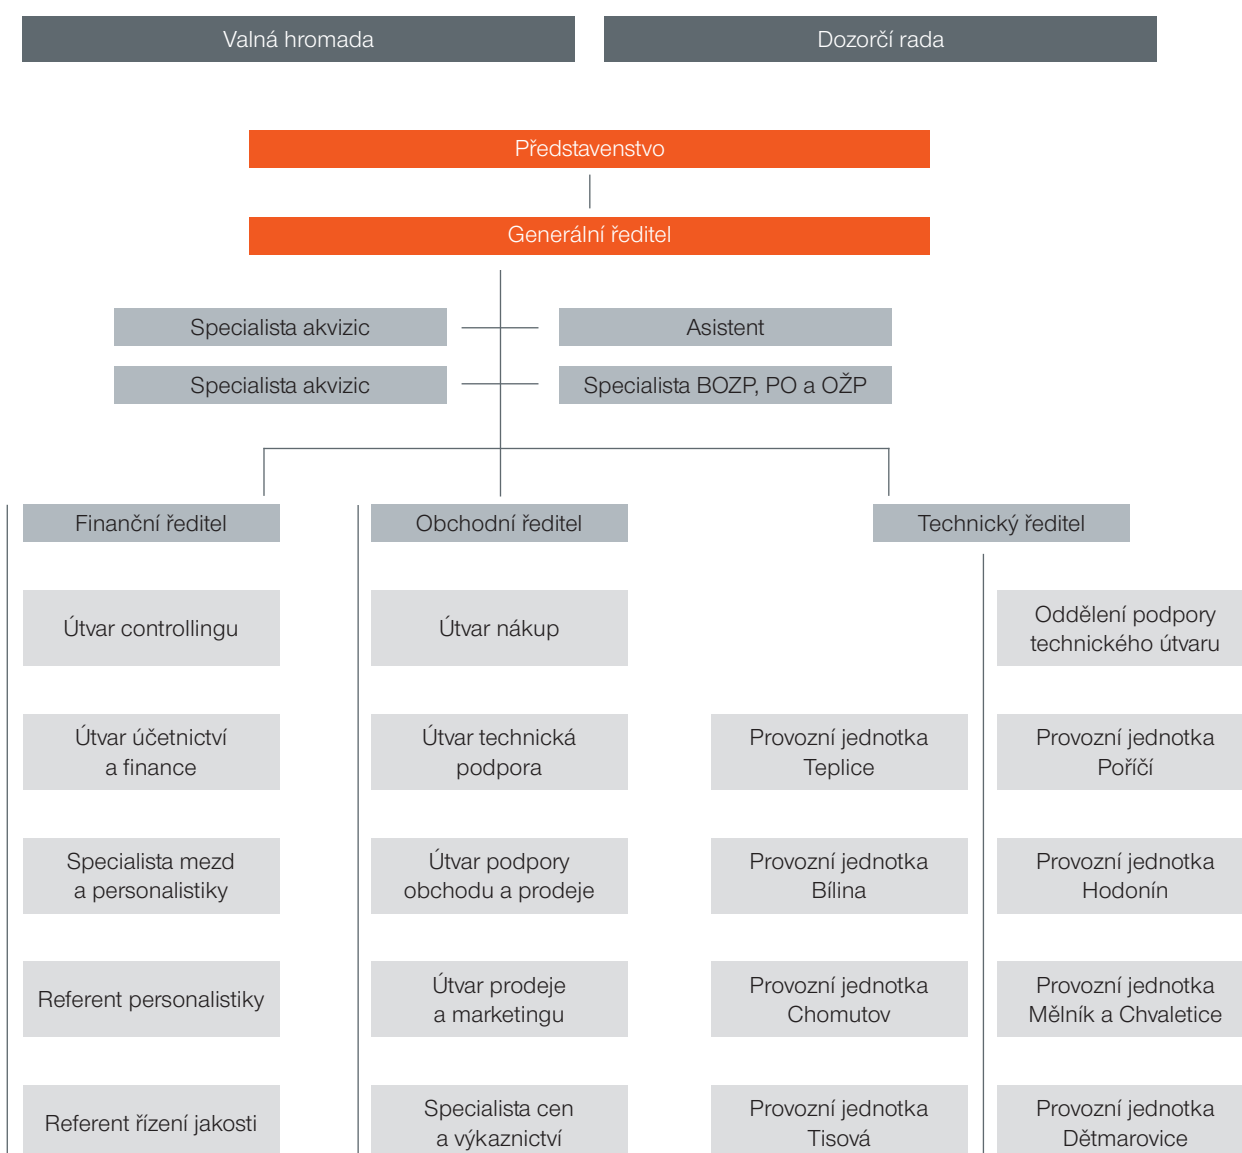 Valná hromada
Dozorčí rada
Představenstvo
Generální ředitel
Specialista akvizic
Asistent
Specialista akvizic
Specialista BOZP, PO a OŽP
Finanční ředitel
Obchodní ředitel
Technický ředitel
Útvar controllingu
Útvar nákup
Oddělení podpory
technického útvaru
Útvar účetnictví
a finance
Útvar technická
podpora
Provozní jednotka
Teplice
Provozní jednotka
Poříčí
Specialista mezd
a personalistiky
Útvar podpory
obchodu a prodeje
Provozní jednotka
Bílina
Provozní jednotka
Hodonín
Referent personalistiky
Útvar prodeje
a marketingu
Provozní jednotka
Chomutov
Provozní jednotka
Mělník a Chvaletice
Referent řízení jakosti
Specialista cen
a výkaznictví
Provozní jednotka
Tisová
Provozní jednotka
Dětmarovice